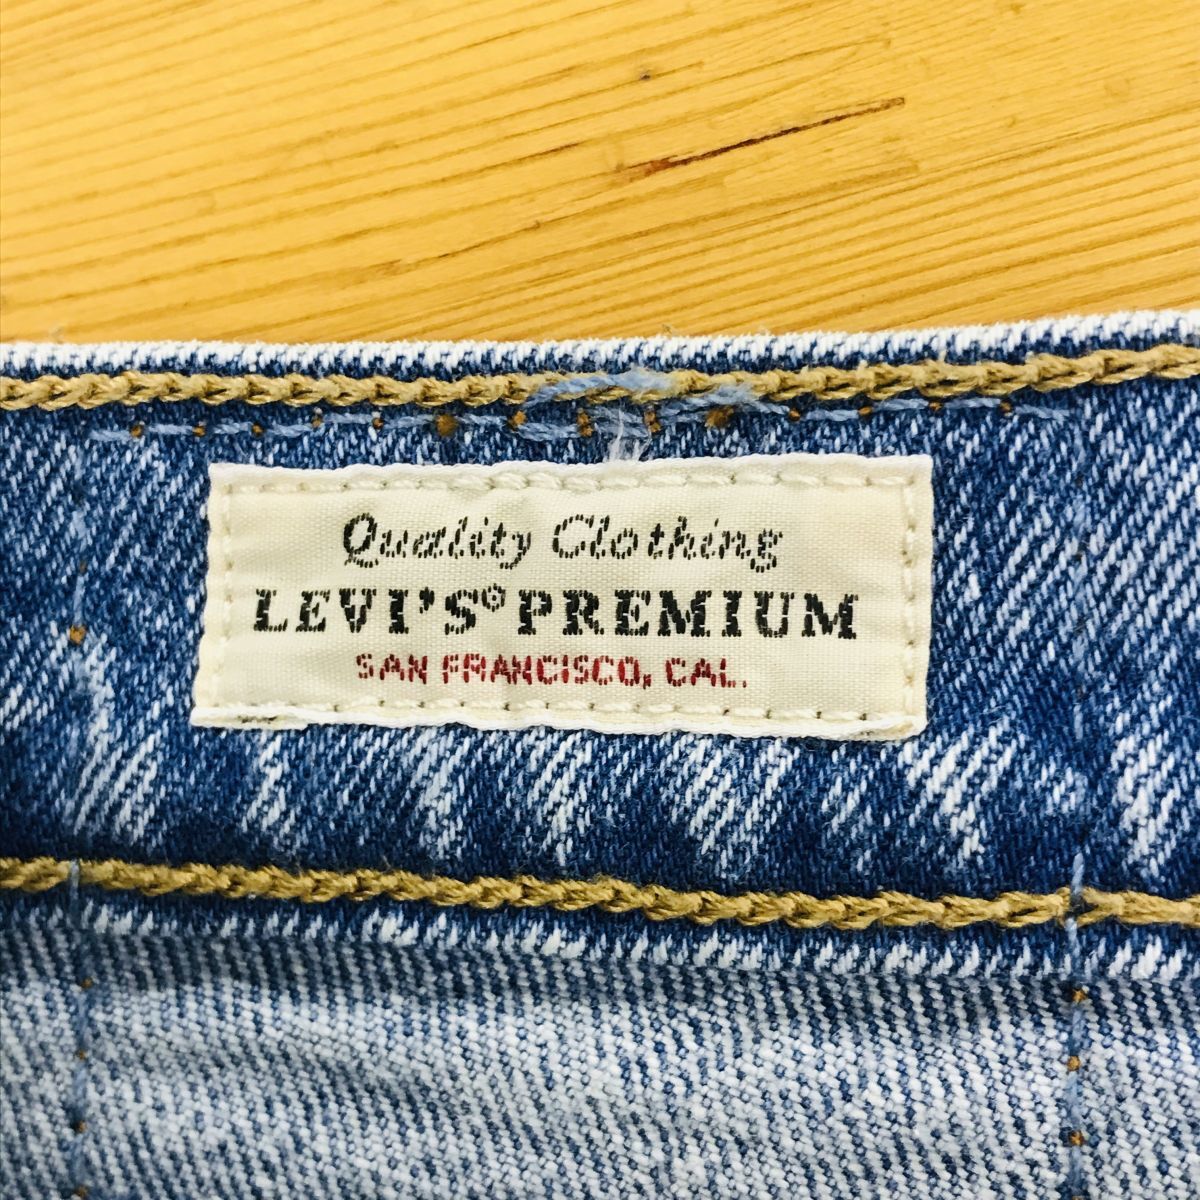 Quality Clothing
LEVI'S® PREMIUM
SAN FRANCISCO, CAL.